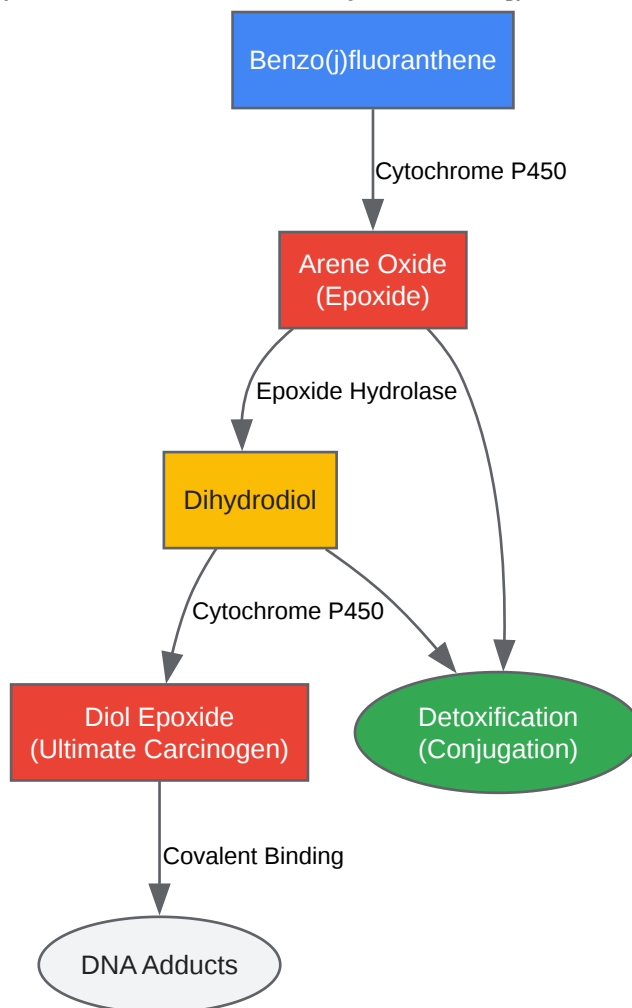 Benzo(j)fluoranthene
Cytochrome P450
Arene Oxide
(Epoxide)
Epoxide Hydrolase
Dihydrodiol
Cytochrome P450
Diol Epoxide
(Ultimate Carcinogen)
Detoxification
(Conjugation)
Covalent Binding
DNA Adducts